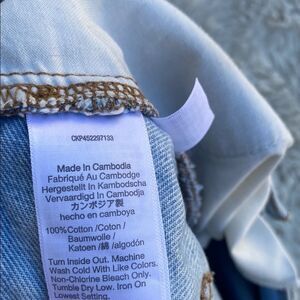 CKP452297133
Made In Cambodia
Fabriqué Au Cambodge
Hergestellt In Kambodscha
Vervaardigd In Cambodja
カンボジア製
hecho en camboya
100%Cotton /Coton /
Baumwolle /
Katoen /綿 /algodón
Turn Inside Out. Machine
Wash Cold With Like Colors.
Non-Chlorine Bleach Only.
Tumble Dry Low. Iron On
Lowest Setting.